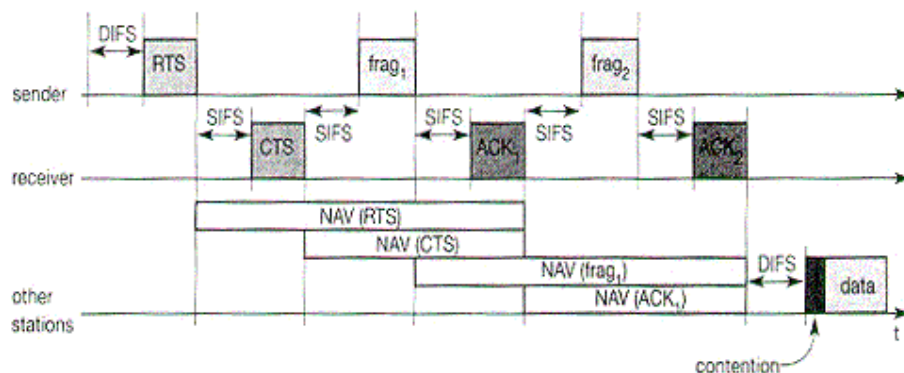 DIFS
RTS
frag₁
frag₂
sender
SIFS
SIFS
SIFS
SIFS
SIFS
CTS
ACK₁
ACK₂
receiver
NAV (RTS)
NAV (CTS)
NAV (frag₁)
NAV (ACK₁)
DIFS
data
other
stations
t
contention